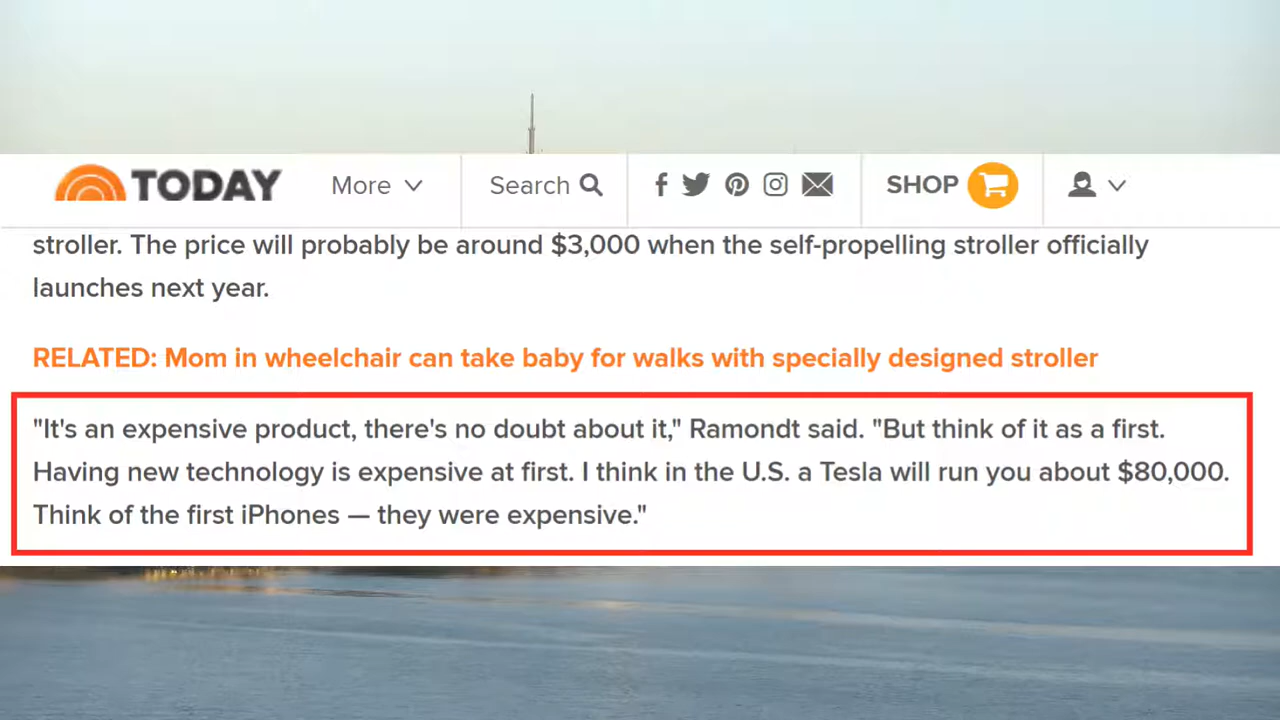 TODAY More Search SHOP
stroller. The price will probably be around $3,000 when the self-propelling stroller officially
launches next year.
RELATED: Mom in wheelchair can take baby for walks with specially designed stroller
"It's an expensive product, there's no doubt about it," Ramondt said. "But think of it as a first.
Having new technology is expensive at first. I think in the U.S. a Tesla will run you about $80,000.
Think of the first iPhones — they were expensive."